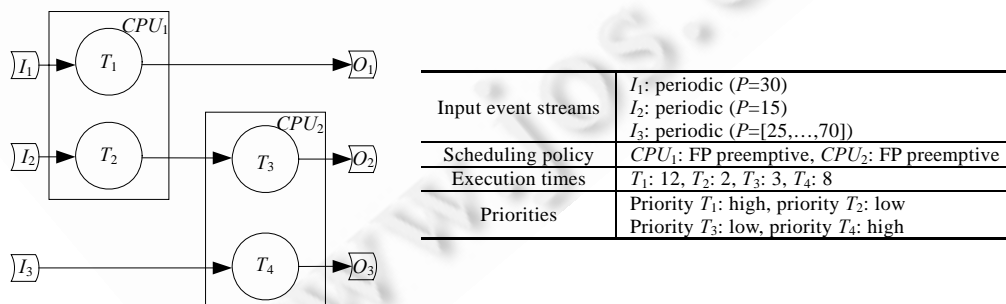 CPU1
I1
T1
O1
CPU2
I2
T2
T3
O2
I3
T4
O3
Input event streams
I1: periodic (P=30)
I2: periodic (P=15)
I3: periodic (P=[25,…,70])
Scheduling policy
CPU1: FP preemptive, CPU2: FP preemptive
Execution times
T1: 12, T2: 2, T3: 3, T4: 8
Priorities
Priority T1: high, priority T2: low
Priority T3: low, priority T4: high
www.jos.